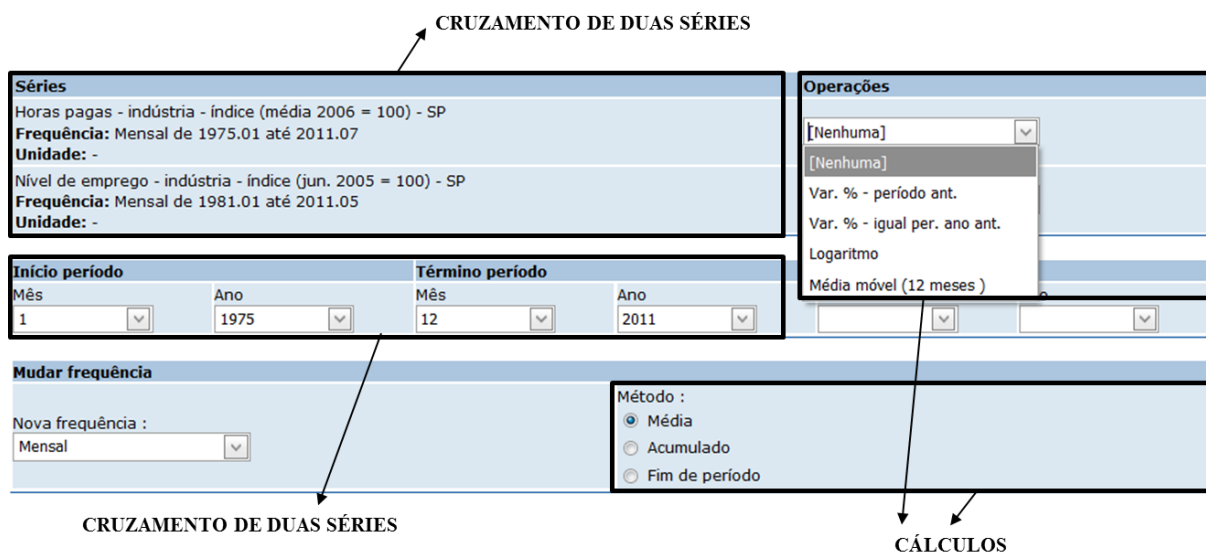 CRUZAMENTO DE DUAS SÉRIES
Séries
Operações
Horas pagas - indústria - índice (média 2006 = 100) - SP
Frequência: Mensal de 1975.01 até 2011.07
Unidade: -
[Nenhuma]
[Nenhuma]
Var. % - período ant.
Var. % - igual per. ano ant.
Logaritmo
Média móvel (12 meses )
Nível de emprego - indústria - índice (jun. 2005 = 100) - SP
Frequência: Mensal de 1981.01 até 2011.05
Unidade: -
Início período Término período
Mês Ano Mês Ano
1 1975 12 2011
Mudar frequência
Nova frequência :
Mensal
Método :
Média
Acumulado
Fim de período
CRUZAMENTO DE DUAS SÉRIES
CÁLCULOS